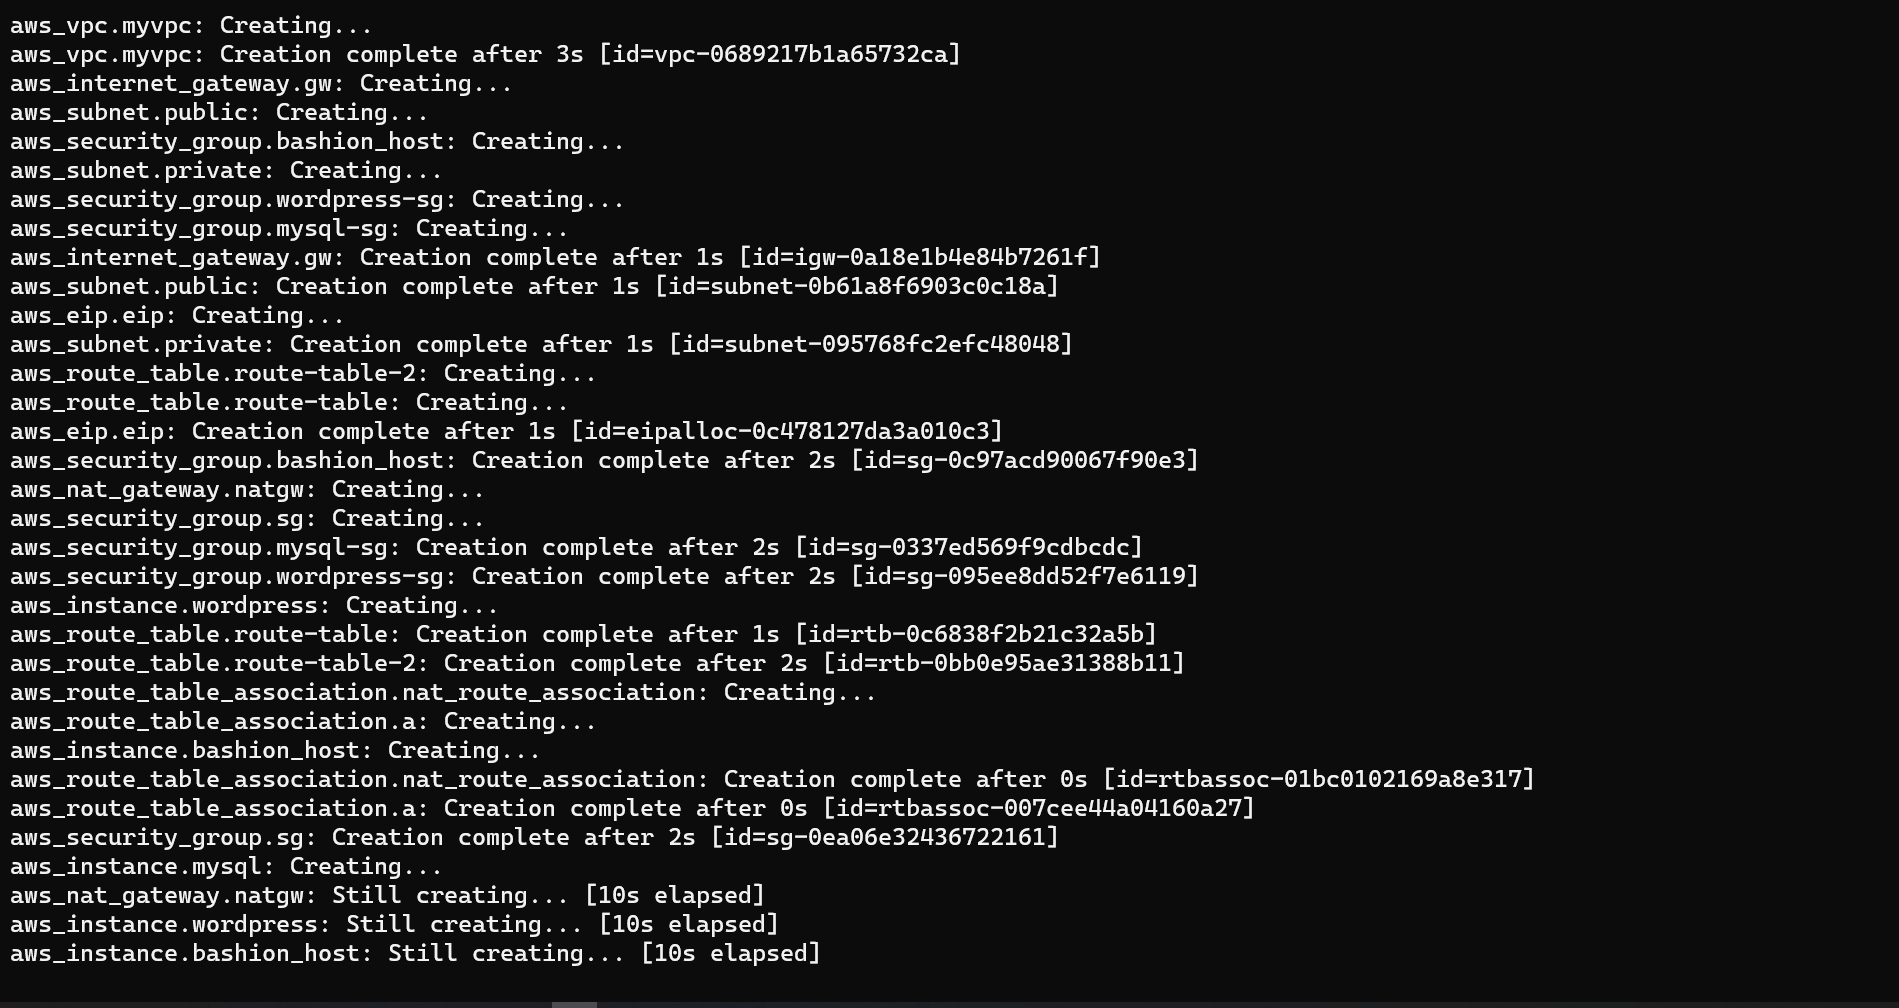 aws_vpc.myvpc: Creating...
aws_vpc.myvpc: Creation complete after 3s [id=vpc-0689217b1a65732ca]
aws_internet_gateway.gw: Creating...
aws_subnet.public: Creating...
aws_security_group.bashion_host: Creating...
aws_subnet.private: Creating...
aws_security_group.wordpress-sg: Creating...
aws_security_group.mysql-sg: Creating...
aws_internet_gateway.gw: Creation complete after 1s [id=igw-0a18e1b4e84b7261f]
aws_subnet.public: Creation complete after 1s [id=subnet-0b61a8f6903c0c18a]
aws_eip.eip: Creating...
aws_subnet.private: Creation complete after 1s [id=subnet-095768fc2efc48048]
aws_route_table.route-table-2: Creating...
aws_route_table.route-table: Creating...
aws_eip.eip: Creation complete after 1s [id=eipalloc-0c478127da3a010c3]
aws_security_group.bashion_host: Creation complete after 2s [id=sg-0c97acd90067f90e3]
aws_nat_gateway.natgw: Creating...
aws_security_group.sg: Creating...
aws_security_group.mysql-sg: Creation complete after 2s [id=sg-0337ed569f9cdbcdc]
aws_security_group.wordpress-sg: Creation complete after 2s [id=sg-095ee8dd52f7e6119]
aws_instance.wordpress: Creating...
aws_route_table.route-table: Creation complete after 1s [id=rtb-0c6838f2b21c32a5b]
aws_route_table.route-table-2: Creation complete after 2s [id=rtb-0bb0e95ae31388b11]
aws_route_table_association.nat_route_association: Creating...
aws_route_table_association.a: Creating...
aws_instance.bashion_host: Creating...
aws_route_table_association.nat_route_association: Creation complete after 0s [id=rtbassoc-01bc0102169a8e317]
aws_route_table_association.a: Creation complete after 0s [id=rtbassoc-007cee44a04160a27]
aws_security_group.sg: Creation complete after 2s [id=sg-0ea06e32436722161]
aws_instance.mysql: Creating...
aws_nat_gateway.natgw: Still creating... [10s elapsed]
aws_instance.wordpress: Still creating... [10s elapsed]
aws_instance.bashion_host: Still creating... [10s elapsed]